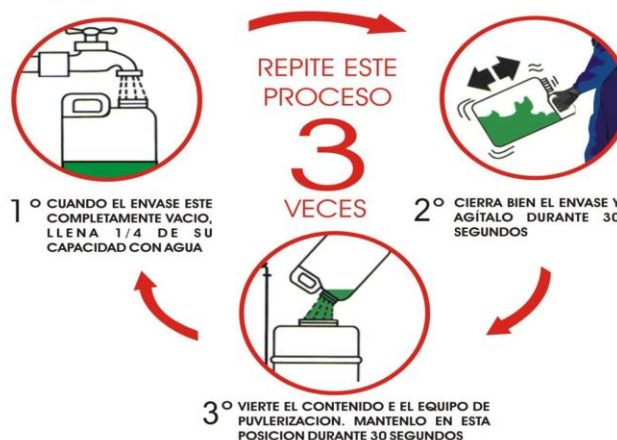 REPITE ESTE
PROCESO
3
VECES
1º CUANDO EL ENVASE ESTE
COMPLETAMENTE VACIO,
LLENA 1/4 DE SU
CAPACIDAD CON AGUA
2º CIERRA BIEN EL ENVASE Y
AGÍTALO DURANTE 30
SEGUNDOS
3º VIERTE EL CONTENIDO E EL EQUIPO DE
PUVLERIZACION. MANTENLO EN ESTA
POSICION DURANTE 30 SEGUNDOS